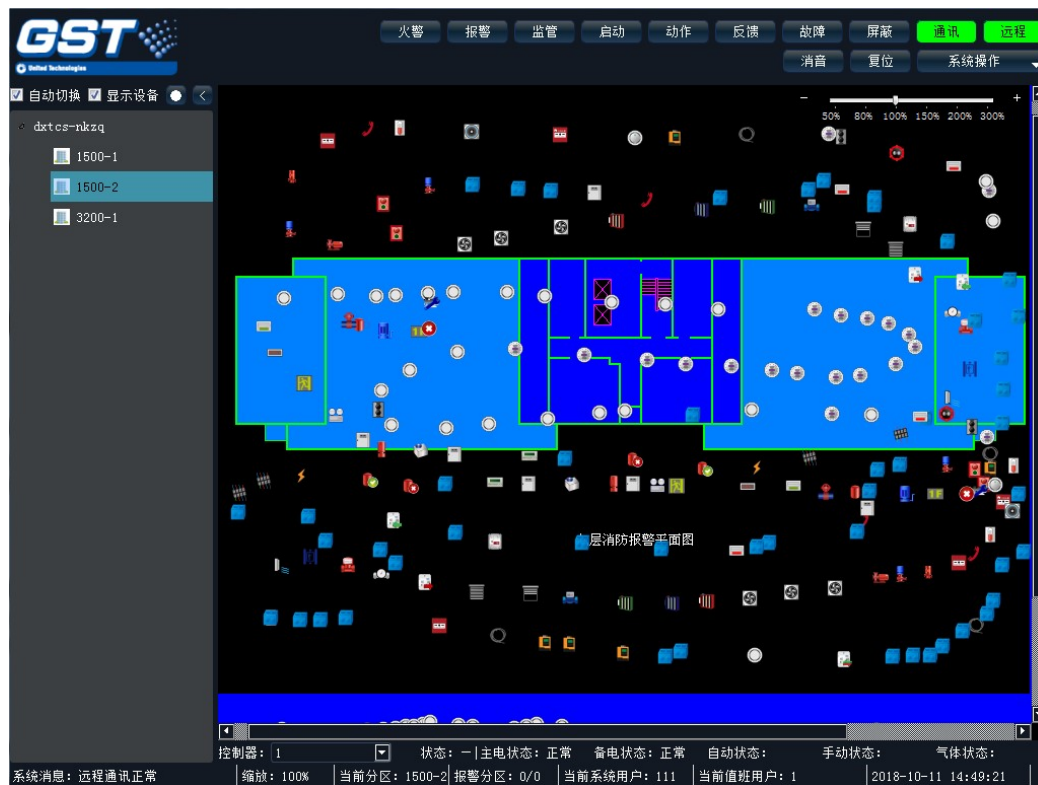 GST
United Technologies
火警 报警 监管 启动 动作 反馈 故障 屏蔽 通讯 远程
消音 复位 系统操作
自动切换 显示设备
dxtcs-nkzq
1500-1
1500-2
3200-1
- +
50% 80% 100% 150% 200% 300%
1F
层消防报警平面图
控制器： 1 状态：－|主电状态：正常 备电状态：正常 自动状态： 手动状态： 气体状态：
系统消息：远程通讯正常 缩放：100% 当前分区：1500-2 报警分区：0/0 当前系统用户：111 当前值班用户：1 2018-10-11 14:49:21